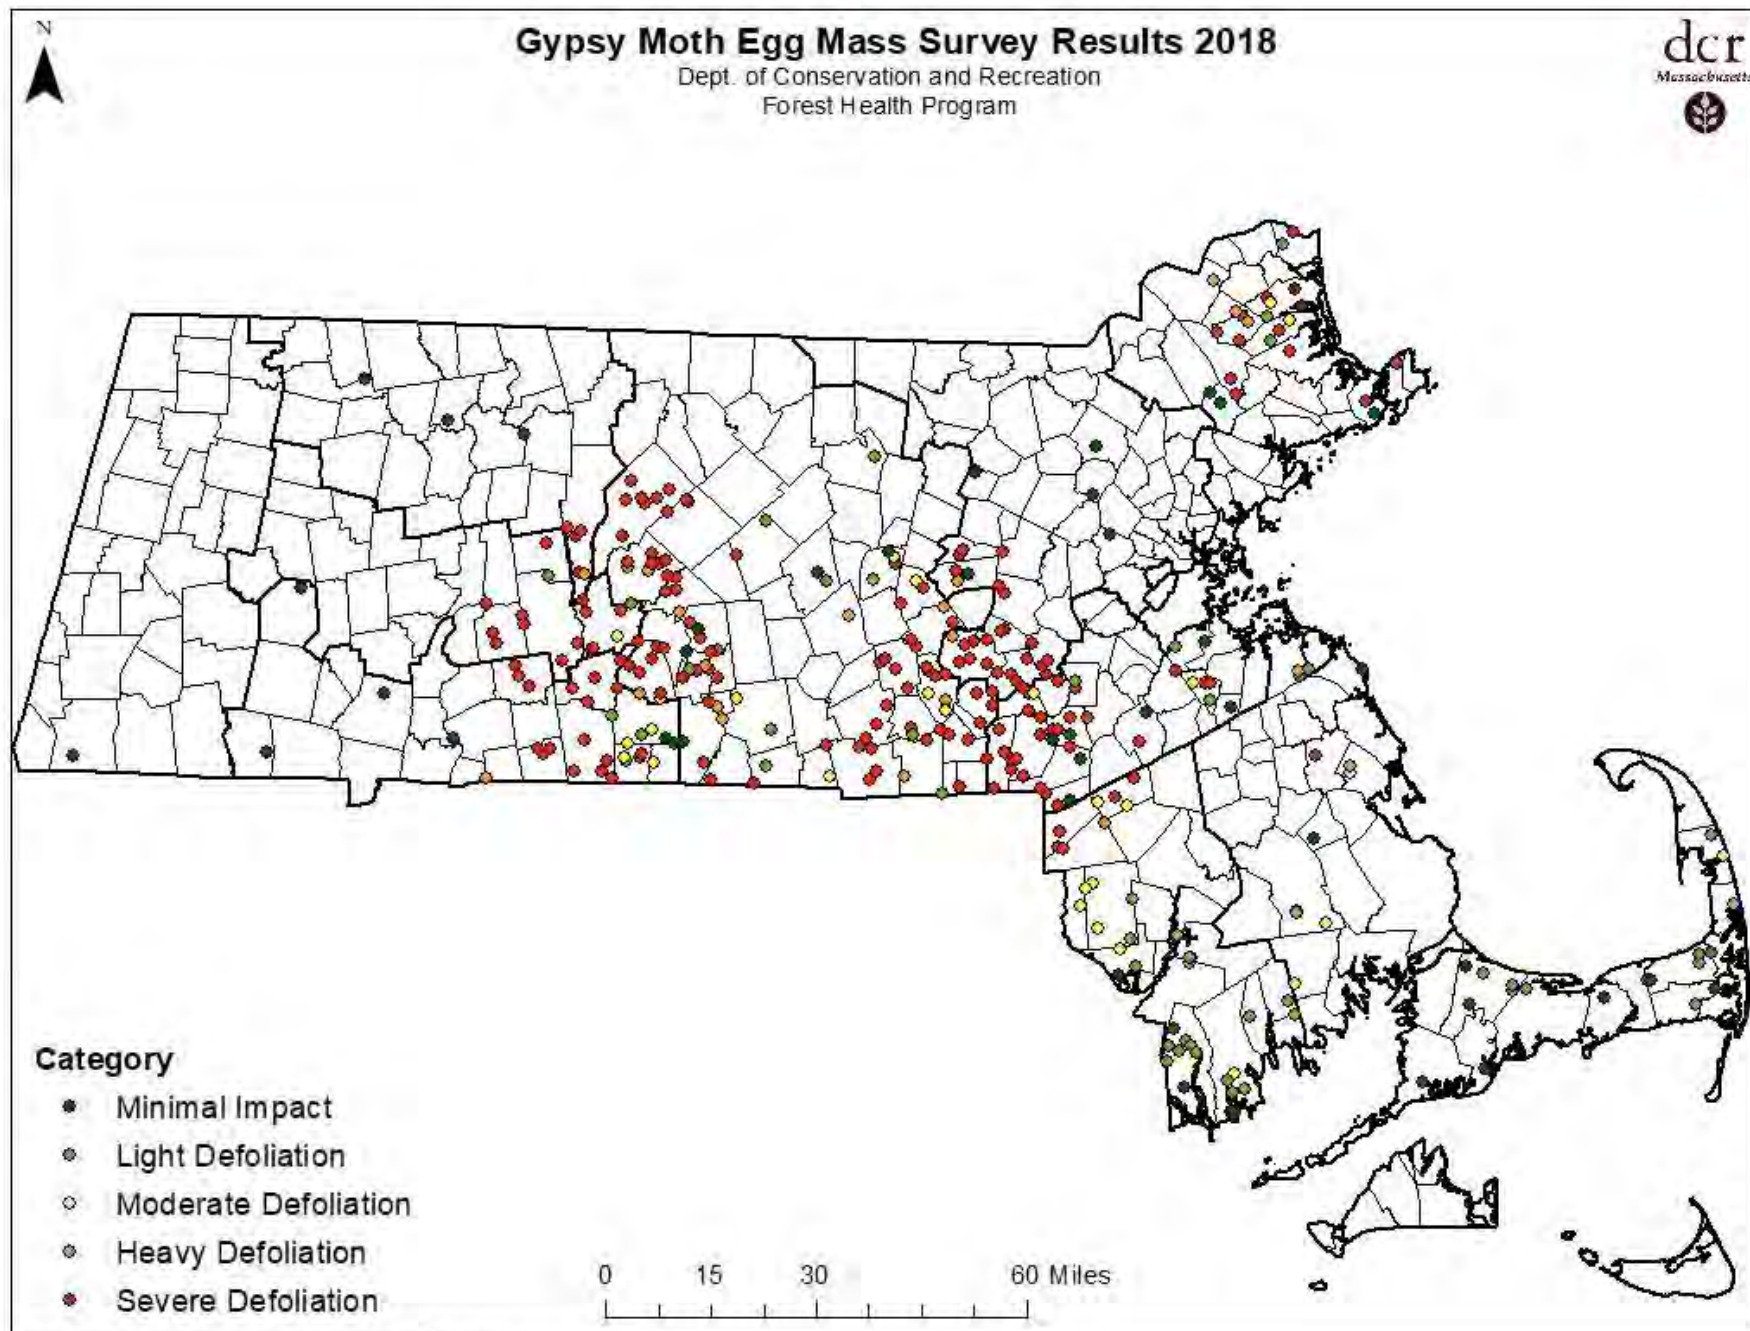 N
Gypsy Moth Egg Mass Survey Results 2018
Dept. of Conservation and Recreation
Forest Health Program
dcr
Massachusetts
Category
Minimal Impact
Light Defoliation
Moderate Defoliation
Heavy Defoliation
Severe Defoliation
0 15 30 60 Miles